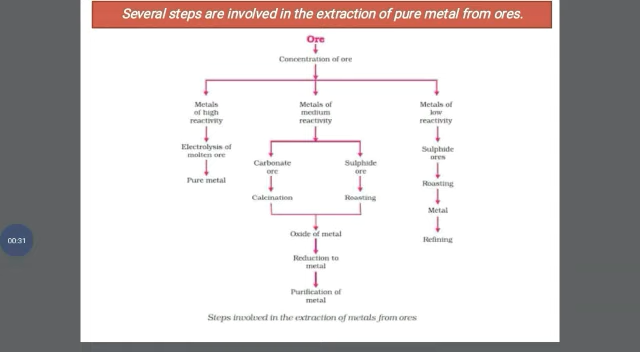 Several steps are involved in the extraction of pure metal from ores.
Ore
Concentration of ore
Metals
of high
reactivity
Metals of
medium
reactivity
Metals of
low
reactivity
Electrolysis of
molten ore
Pure metal
Carbonate
ore
Calcination
Sulphide
ore
Roasting
Oxide of metal
Reduction to
metal
Purification of
metal
Sulphide
ores
Roasting
Metal
Refining
00:31
Steps involved in the extraction of metals from ores